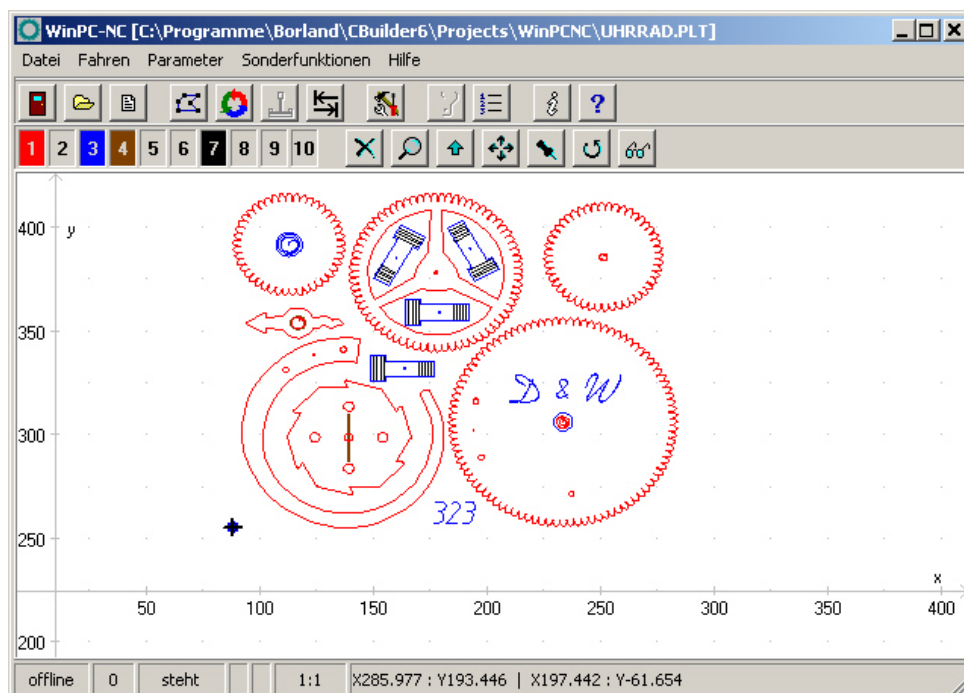 WinPC-NC [C:\Programme\Borland\CBuilder6\Projects\WinPCNC\UHRRAD.PLT]
Datei Fahren Parameter Sonderfunktionen Hilfe
1 2 3 4 5 6 7 8 9 10
400 y
350
D & W
300
323
250
x
50 100 150 200 250 300 350 400
200
offline 0 steht 1:1 X285.977 : Y193.446 | X197.442 : Y-61.654